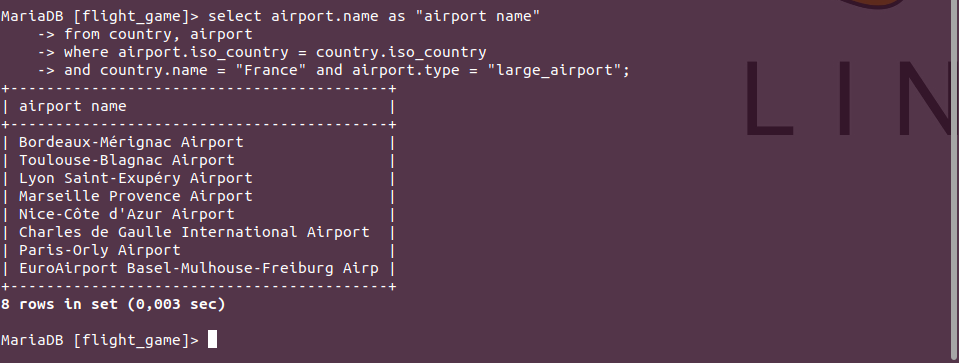 MariaDB [flight_game]> select airport.name as "airport name"
    -> from country, airport
    -> where airport.iso_country = country.iso_country
    -> and country.name = "France" and airport.type = "large_airport";
+------------------------------------------+
| airport name                             |
+------------------------------------------+
| Bordeaux-Mérignac Airport                |
| Toulouse-Blagnac Airport                 |
| Lyon Saint-Exupéry Airport               |
| Marseille Provence Airport               |
| Nice-Côte d'Azur Airport                 |
| Charles de Gaulle International Airport  |
| Paris-Orly Airport                       |
| EuroAirport Basel-Mulhouse-Freiburg Airp |
+------------------------------------------+
8 rows in set (0,003 sec)
MariaDB [flight_game]>
LIN